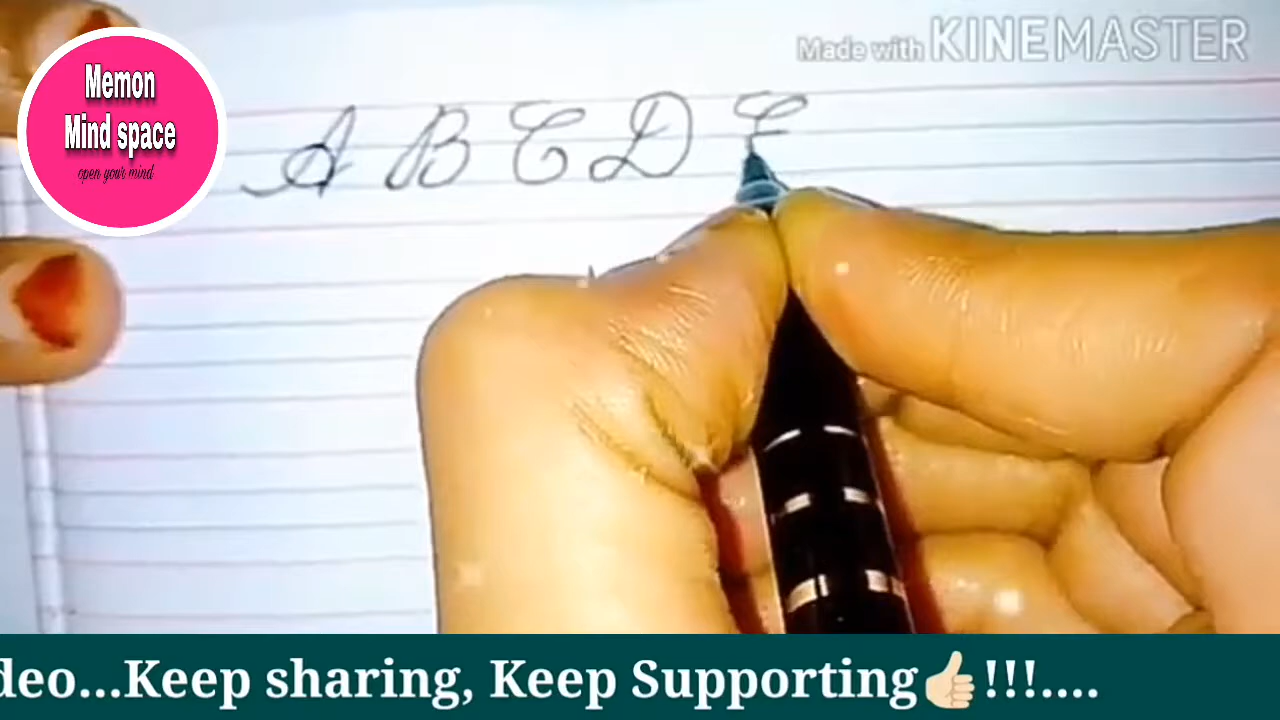 Made with KINEMASTER
Memon
Mind space
open your mind
A B C D
deo...Keep sharing, Keep Supporting👍🏻!!!....